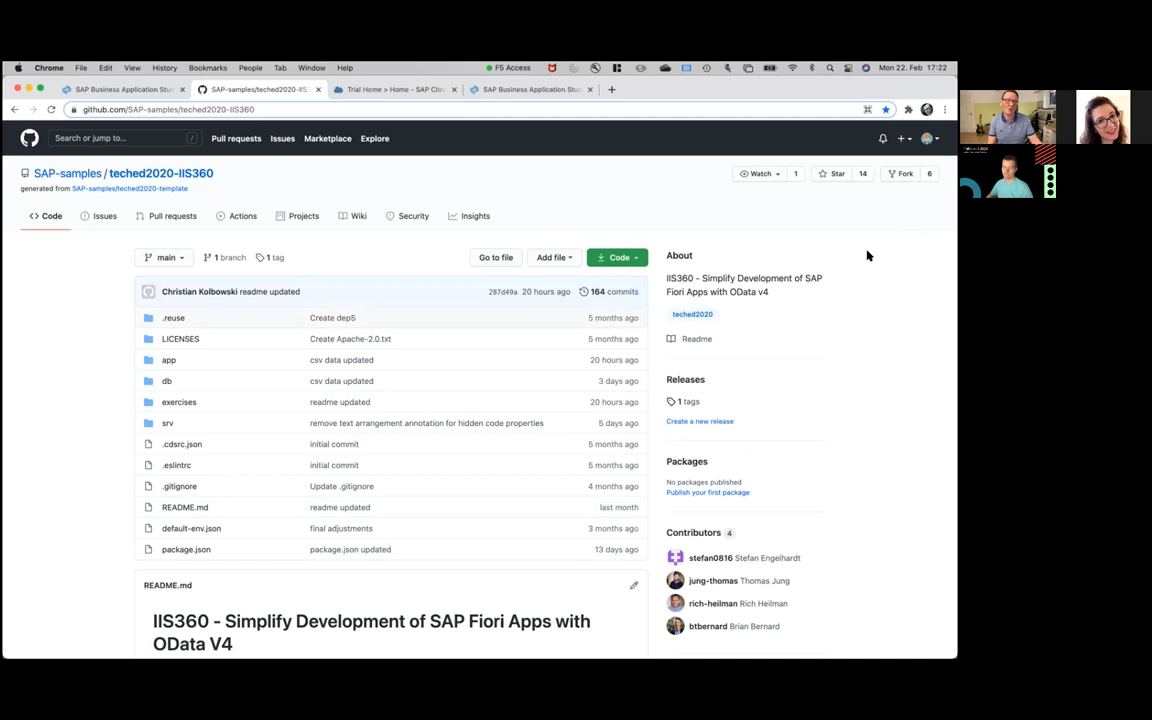 Chrome File Edit View History Bookmarks People Tab Window Help F5 Access Mon 22. Feb 17:22
SAP Business Application Stu SAP-samples/teched2020-IIS Trial Home > Home - SAP Clou SAP Business Application Stu
github.com/SAP-samples/teched2020-IIS360
Search or jump to... / Pull requests Issues Marketplace Explore
SAP-samples / teched2020-IIS360 Watch 1 Star 14 Fork 6
generated from SAP-samples/teched2020-template
<> Code Issues Pull requests Actions Projects Wiki Security Insights
main 1 branch 1 tag Go to file Add file Code
Christian Kolbowski readme updated 287d49a 20 hours ago 164 commits
.reuse Create dep5 5 months ago
LICENSES Create Apache-2.0.txt 5 months ago
app csv data updated 20 hours ago
db csv data updated 3 days ago
exercises readme updated 20 hours ago
srv remove text arrangement annotation for hidden code properties 5 days ago
.cdsrc.json initial commit 5 months ago
.eslintrc initial commit 5 months ago
.gitignore Update .gitignore 4 months ago
README.md readme updated last month
default-env.json final adjustments 3 months ago
package.json package.json updated 13 days ago
README.md
IIS360 - Simplify Development of SAP Fiori Apps with
OData V4
About
IIS360 - Simplify Development of SAP
Fiori Apps with OData v4
teched2020
Readme
Releases
1 tags
Create a new release
Packages
No packages published
Publish your first package
Contributors 4
stefan0816 Stefan Engelhardt
jung-thomas Thomas Jung
rich-heilman Rich Heilman
btbernard Brian Bernard